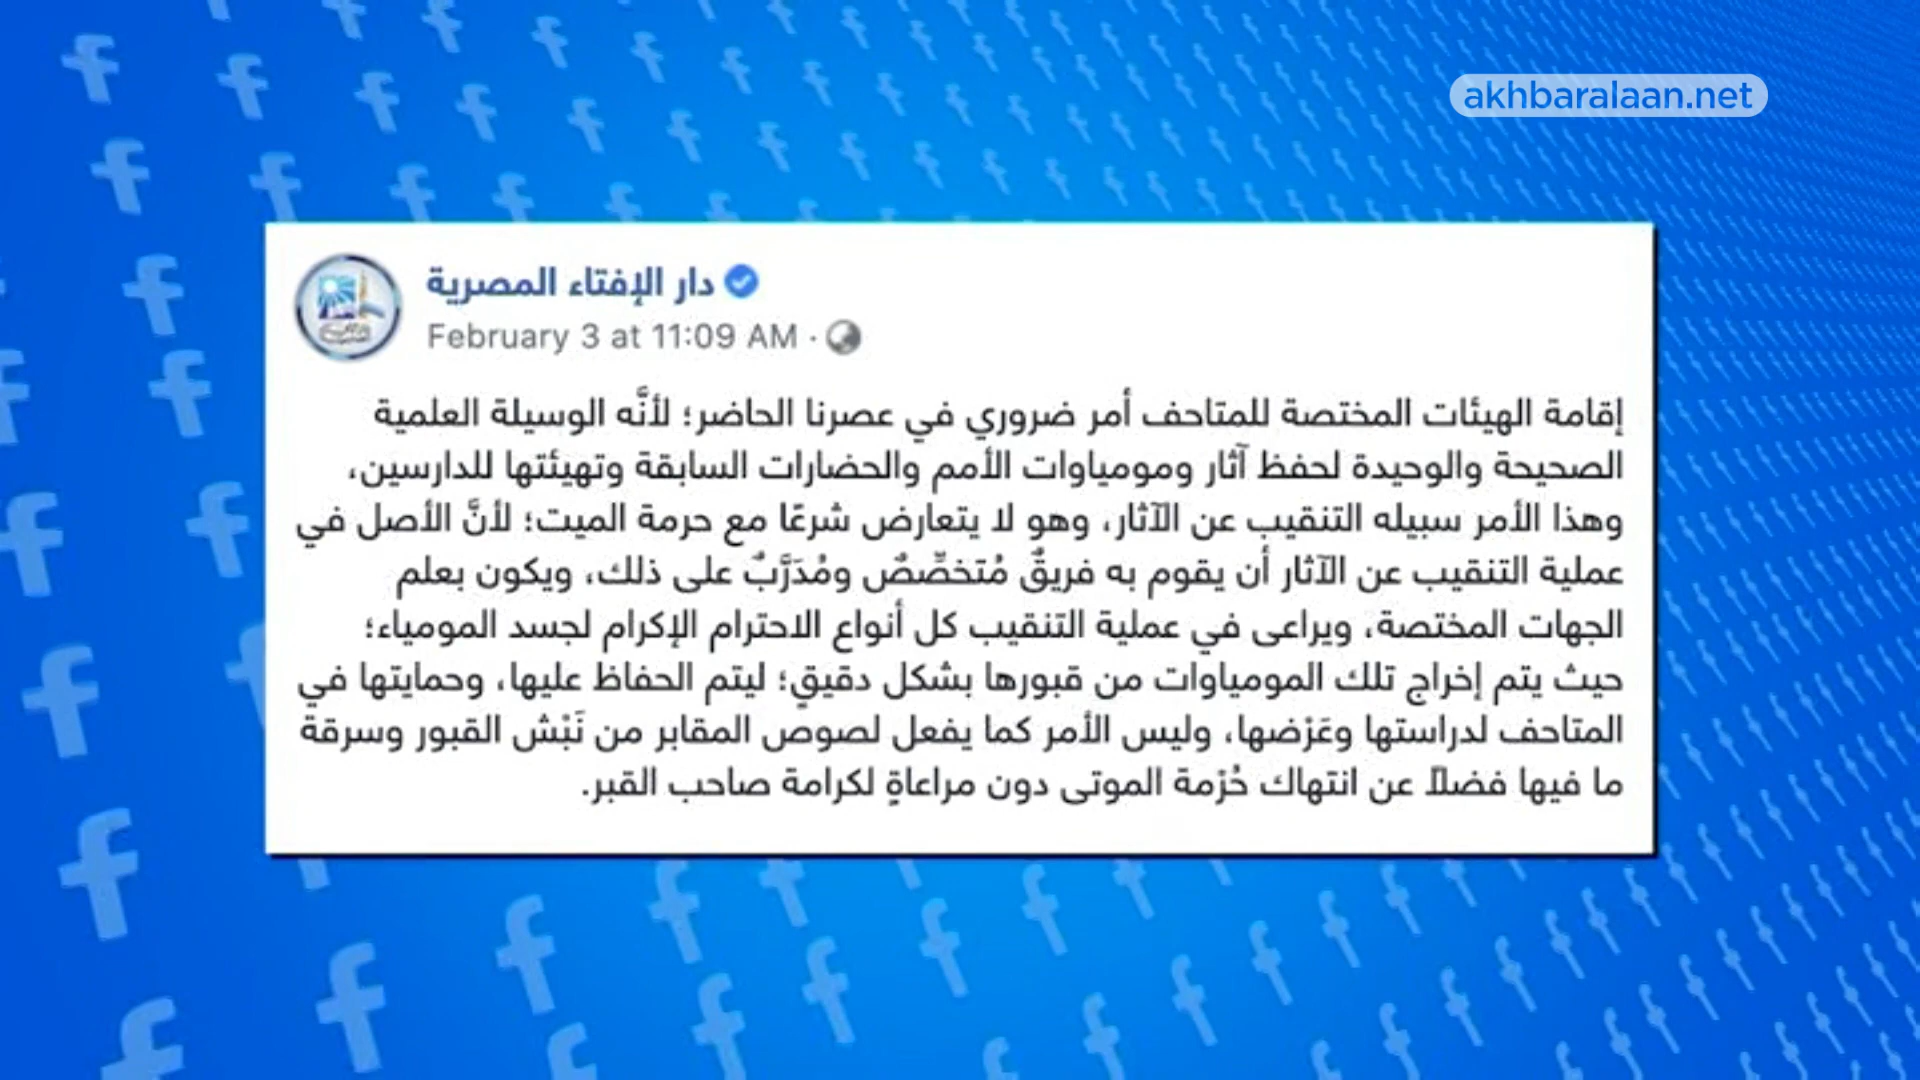 akhbaralaan.net
دار الإفتاء المصرية
February 3 at 11:09 AM ·
إقامة الهيئات المختصة للمتاحف أمر ضروري في عصرنا الحاضر؛ لأنَّه الوسيلة العلمية
الصحيحة والوحيدة لحفظ آثار ومومياوات الأمم والحضارات السابقة وتهيئتها للدارسين،
وهذا الأمر سبيله التنقيب عن الآثار، وهو لا يتعارض شرعًا مع حرمة الميت؛ لأنَّ الأصل في
عملية التنقيب عن الآثار أن يقوم به فريقٌ مُتخصِّصٌ ومُدَرَّبٌ على ذلك، ويكون بعلم
الجهات المختصة، ويراعى في عملية التنقيب كل أنواع الاحترام الإكرام لجسد المومياء؛
حيث يتم إخراج تلك المومياوات من قبورها بشكل دقيقٍ؛ ليتم الحفاظ عليها، وحمايتها في
المتاحف لدراستها وعَرْضها، وليس الأمر كما يفعل لصوص المقابر من نَبْش القبور وسرقة
ما فيها فضلًا عن انتهاك حُرْمة الموتى دون مراعاةٍ لكرامة صاحب القبر.